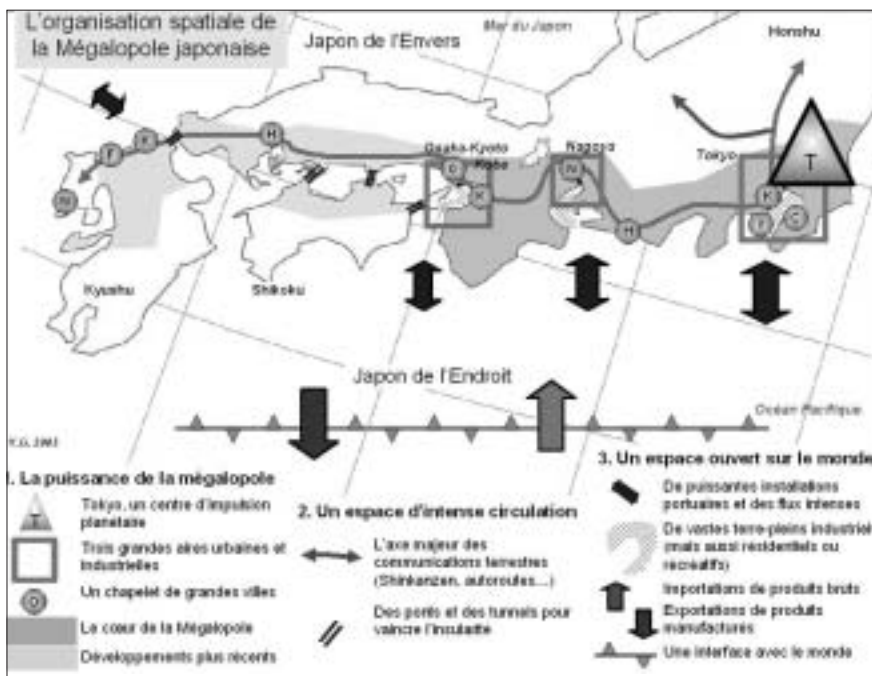 L'organisation spatiale de
la Mégalopole japonaise
Japon de l'Envers
Mer du Japon
Honshu
H
F
K
N
Osaka-Kyoto
Kobe
O
K
Nagoya
N
H
Tokyo
T
K
Y
C
Kyushu
Shikoku
Japon de l'Endroit
Océan Pacifique
1. La puissance de la mégalopole
T
Tokyo, un centre d'impulsion
planétaire
Trois grandes aires urbaines et
industrielles
O
Un chapelet de grandes villes
Le cœur de la Mégalopole
Développements plus récents
2. Un espace d'intense circulation
L'axe majeur des
communications terrestres
(Shinkanzen, autoroutes...)
Des ponts et des tunnels pour
vaincre l'insularité
3. Un espace ouvert sur le monde
De puissantes installations
portuaires et des flux intenses
De vastes terre-pleins industriels
(mais aussi résidentiels ou
récréatifs)
Importations de produits bruts
Exportations de produits
manufacturés
Une interface avec le monde